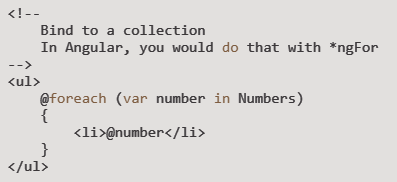 <!--
    Bind to a collection
    In Angular, you would do that with *ngFor
-->
<ul>
    @foreach (var number in Numbers)
    {
        <li>@number</li>
    }
</ul>